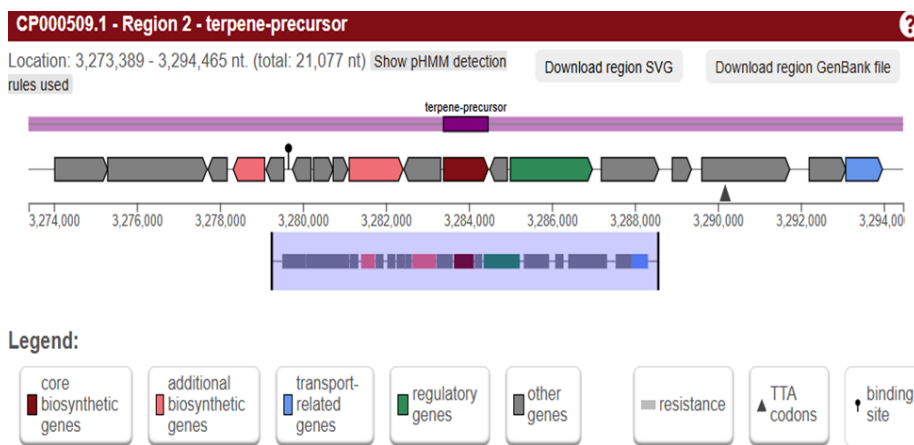 CP000509.1 - Region 2 - terpene-precursor
?
Location: 3,273,389 - 3,294,465 nt. (total: 21,077 nt) Show pHMM detection
rules used
Download region SVG
Download region GenBank file
terpene-precursor
3,274,000 3,276,000 3,278,000 3,280,000 3,282,000 3,284,000 3,286,000 3,288,000 3,290,000 3,292,000 3,294,000
Legend:
core
biosynthetic
genes
additional
biosynthetic
genes
transport-
related
genes
regulatory
genes
other
genes
resistance
TTA
codons
binding
site